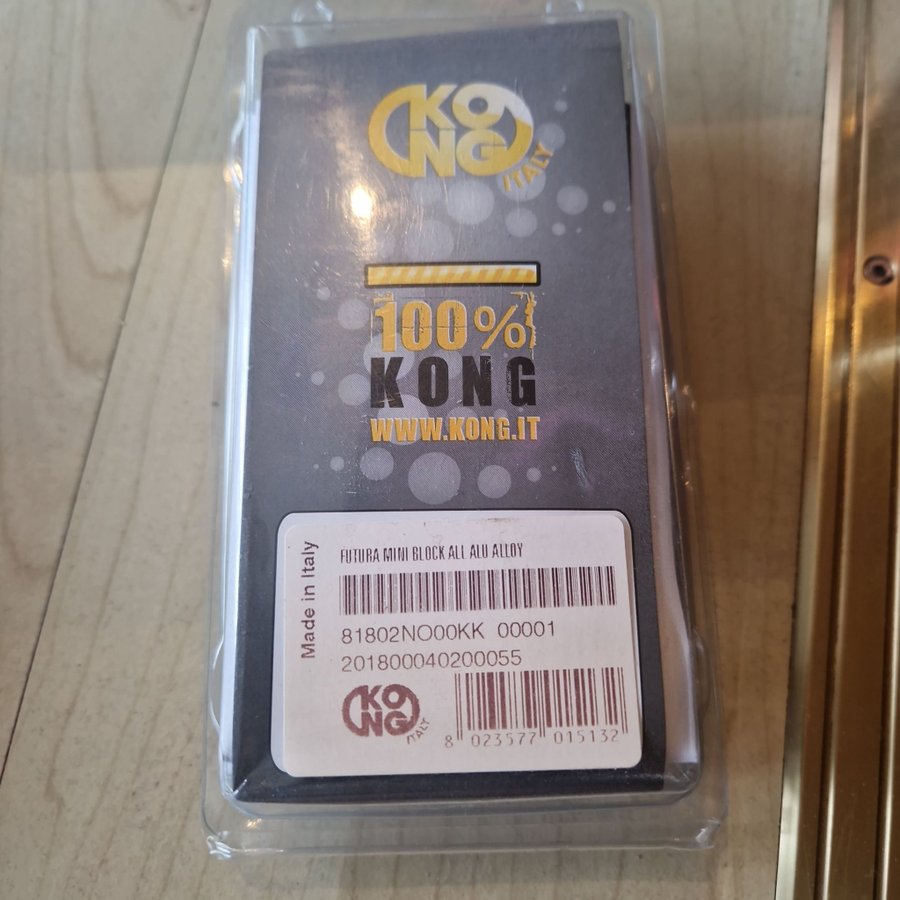 KONG
ITALY
100%
KONG
WWW.KONG.IT
Made in Italy
FUTURA MINI BLOCK ALL ALU ALLOY
81802NO00KK 00001
201800040200055
KONG
ITALY
8 023577 015132